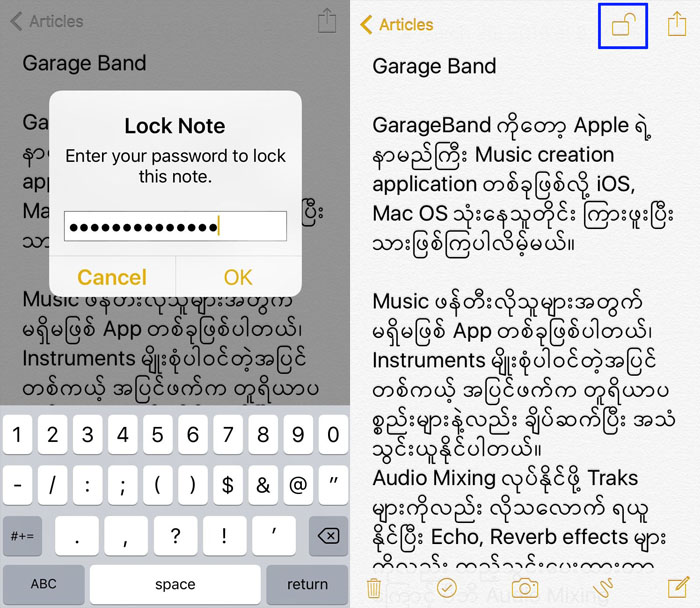 Articles
Garage Band
Ga
Lock Note
Enter your password to lock
this note.
••••••••••••••
Cancel
OK
နာ
app
Ma
ပြီး
သာ
Music ဖန်တီးလိုသူများအတွက်
မရှိမဖြစ် App တစ်ခုဖြစ်ပါတယ်၊
Instruments မျိုးစုံပါဝင်တဲ့အပြင်
တစ်ကယ့် အပြင်ဖက်က တူရိယာပ
1 2 3 4 5 6 7 8 9 0
- / : ; ( ) $ & @ "
#+= . , ? ! ’
ABC space return
Articles
Garage Band
GarageBand ကိုတော့ Apple ရဲ့
နာမည်ကြီး Music creation
application တစ်ခုဖြစ်လို့ iOS,
Mac OS သုံးနေသူတိုင်း ကြားဖူးပြီး
သားဖြစ်ကြပါလိမ့်မယ်။
Music ဖန်တီးလိုသူများအတွက်
မရှိမဖြစ် App တစ်ခုဖြစ်ပါတယ်၊
Instruments မျိုးစုံပါဝင်တဲ့အပြင်
တစ်ကယ့် အပြင်ဖက်က တူရိယာပ
စ္စည်းများနဲ့လည်း ချိပ်ဆက်ပြီး အသံ
သွင်းယူနိုင်ပါတယ်။
Audio Mixing လုပ်နိုင်ဖို့ Traks
များကိုလည်း လိုသလောက် ရယူ
နိုင်ပြီး Echo, Reverb effects များ
ကိုလည်း
Audio Mixing